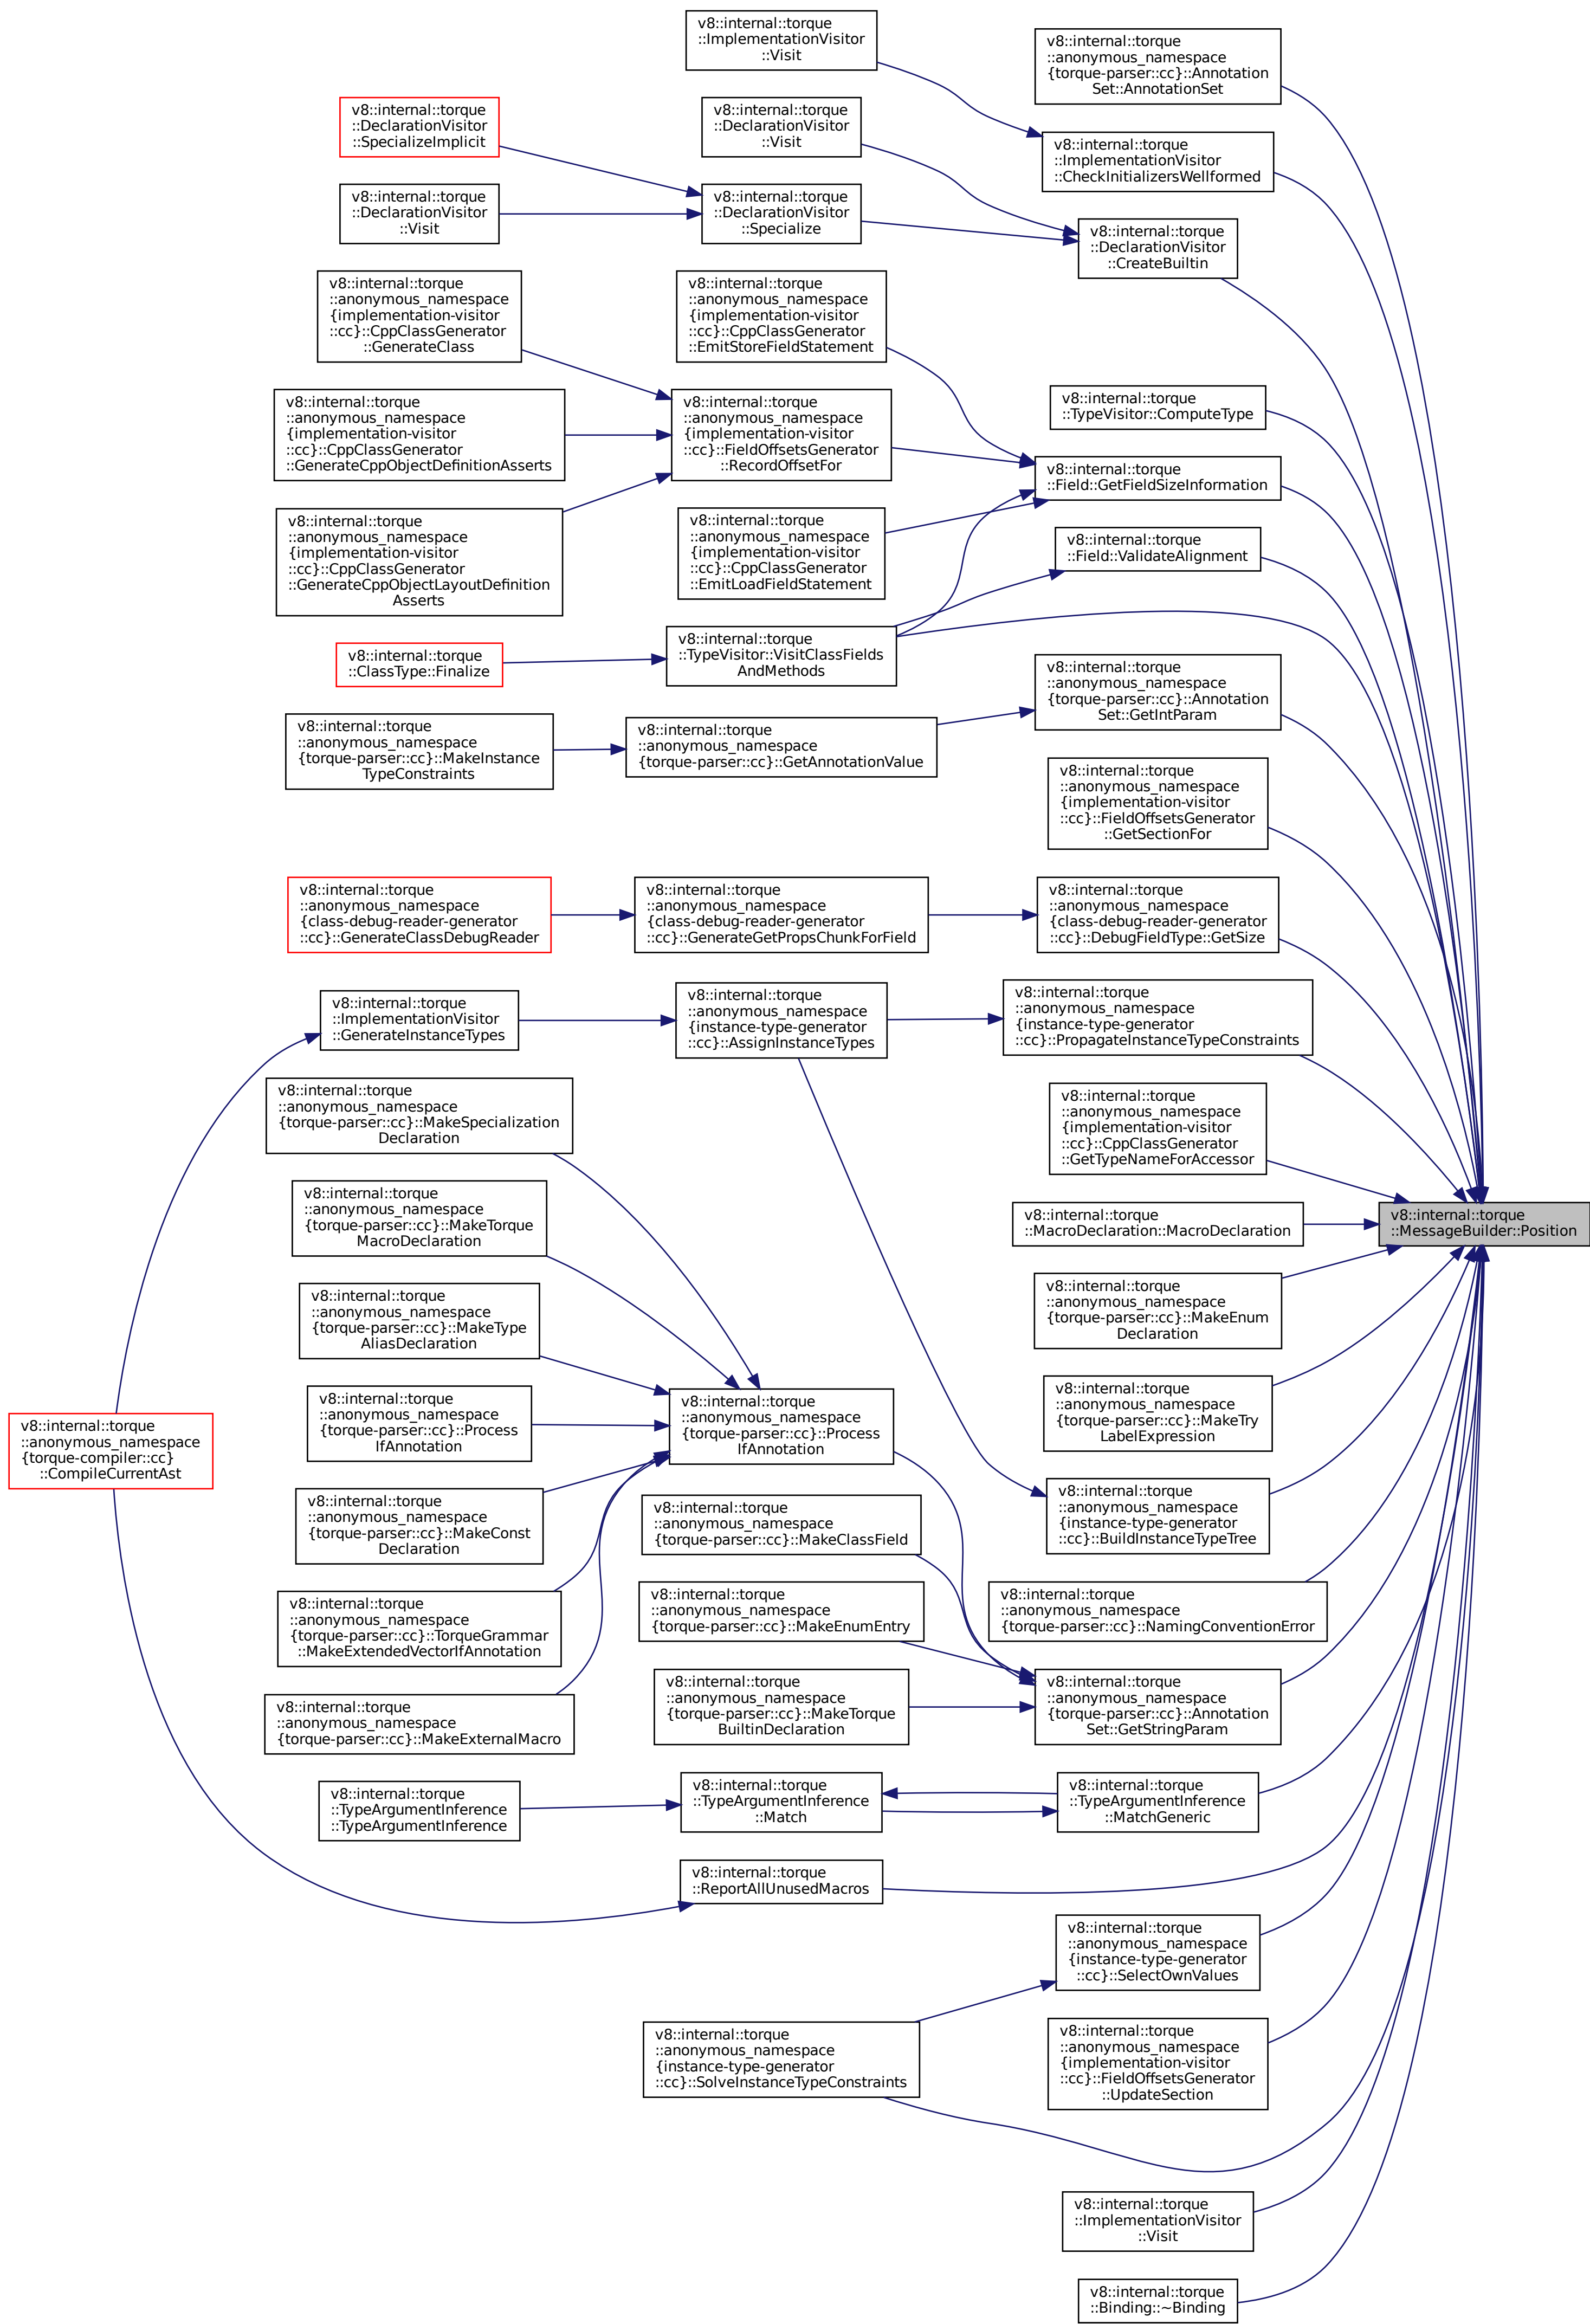 v8::internal::torque
::ImplementationVisitor
::Visit
v8::internal::torque
::anonymous_namespace
{torque-parser::cc}::Annotation
Set::AnnotationSet
v8::internal::torque
::DeclarationVisitor
::SpecializeImplicit
v8::internal::torque
::DeclarationVisitor
::Visit
v8::internal::torque
::ImplementationVisitor
::CheckInitializersWellformed
v8::internal::torque
::DeclarationVisitor
::Visit
v8::internal::torque
::DeclarationVisitor
::Specialize
v8::internal::torque
::DeclarationVisitor
::CreateBuiltin
v8::internal::torque
::anonymous_namespace
{implementation-visitor
::cc}::CppClassGenerator
::GenerateClass
v8::internal::torque
::anonymous_namespace
{implementation-visitor
::cc}::CppClassGenerator
::EmitStoreFieldStatement
v8::internal::torque
::anonymous_namespace
{implementation-visitor
::cc}::CppClassGenerator
::GenerateCppObjectDefinitionAsserts
v8::internal::torque
::anonymous_namespace
{implementation-visitor
::cc}::FieldOffsetsGenerator
::RecordOffsetFor
v8::internal::torque
::TypeVisitor::ComputeType
v8::internal::torque
::Field::GetFieldSizeInformation
v8::internal::torque
::anonymous_namespace
{implementation-visitor
::cc}::CppClassGenerator
::GenerateCppObjectLayoutDefinition
Asserts
v8::internal::torque
::anonymous_namespace
{implementation-visitor
::cc}::CppClassGenerator
::EmitLoadFieldStatement
v8::internal::torque
::Field::ValidateAlignment
v8::internal::torque
::ClassType::Finalize
v8::internal::torque
::TypeVisitor::VisitClassFields
AndMethods
v8::internal::torque
::anonymous_namespace
{torque-parser::cc}::Annotation
Set::GetIntParam
v8::internal::torque
::anonymous_namespace
{torque-parser::cc}::MakeInstance
TypeConstraints
v8::internal::torque
::anonymous_namespace
{torque-parser::cc}::GetAnnotationValue
v8::internal::torque
::anonymous_namespace
{implementation-visitor
::cc}::FieldOffsetsGenerator
::GetSectionFor
v8::internal::torque
::anonymous_namespace
{class-debug-reader-generator
::cc}::GenerateClassDebugReader
v8::internal::torque
::anonymous_namespace
{class-debug-reader-generator
::cc}::GenerateGetPropsChunkForField
v8::internal::torque
::anonymous_namespace
{class-debug-reader-generator
::cc}::DebugFieldType::GetSize
v8::internal::torque
::ImplementationVisitor
::GenerateInstanceTypes
v8::internal::torque
::anonymous_namespace
{instance-type-generator
::cc}::AssignInstanceTypes
v8::internal::torque
::anonymous_namespace
{instance-type-generator
::cc}::PropagateInstanceTypeConstraints
v8::internal::torque
::anonymous_namespace
{torque-parser::cc}::MakeSpecialization
Declaration
v8::internal::torque
::anonymous_namespace
{implementation-visitor
::cc}::CppClassGenerator
::GetTypeNameForAccessor
v8::internal::torque
::anonymous_namespace
{torque-parser::cc}::MakeTorque
MacroDeclaration
v8::internal::torque
::MacroDeclaration::MacroDeclaration
v8::internal::torque
::MessageBuilder::Position
v8::internal::torque
::anonymous_namespace
{torque-parser::cc}::MakeType
AliasDeclaration
v8::internal::torque
::anonymous_namespace
{torque-parser::cc}::MakeEnum
Declaration
v8::internal::torque
::anonymous_namespace
{torque-parser::cc}::Process
IfAnnotation
v8::internal::torque
::anonymous_namespace
{torque-parser::cc}::Process
IfAnnotation
v8::internal::torque
::anonymous_namespace
{torque-parser::cc}::MakeTry
LabelExpression
v8::internal::torque
::anonymous_namespace
{torque-compiler::cc}
::CompileCurrentAst
v8::internal::torque
::anonymous_namespace
{torque-parser::cc}::MakeConst
Declaration
v8::internal::torque
::anonymous_namespace
{torque-parser::cc}::MakeClassField
v8::internal::torque
::anonymous_namespace
{instance-type-generator
::cc}::BuildInstanceTypeTree
v8::internal::torque
::anonymous_namespace
{torque-parser::cc}::TorqueGrammar
::MakeExtendedVectorIfAnnotation
v8::internal::torque
::anonymous_namespace
{torque-parser::cc}::MakeEnumEntry
v8::internal::torque
::anonymous_namespace
{torque-parser::cc}::NamingConventionError
v8::internal::torque
::anonymous_namespace
{torque-parser::cc}::MakeExternalMacro
v8::internal::torque
::anonymous_namespace
{torque-parser::cc}::MakeTorque
BuiltinDeclaration
v8::internal::torque
::anonymous_namespace
{torque-parser::cc}::Annotation
Set::GetStringParam
v8::internal::torque
::TypeArgumentInference
::TypeArgumentInference
v8::internal::torque
::TypeArgumentInference
::Match
v8::internal::torque
::TypeArgumentInference
::MatchGeneric
v8::internal::torque
::ReportAllUnusedMacros
v8::internal::torque
::anonymous_namespace
{instance-type-generator
::cc}::SelectOwnValues
v8::internal::torque
::anonymous_namespace
{instance-type-generator
::cc}::SolveInstanceTypeConstraints
v8::internal::torque
::anonymous_namespace
{implementation-visitor
::cc}::FieldOffsetsGenerator
::UpdateSection
v8::internal::torque
::ImplementationVisitor
::Visit
v8::internal::torque
::Binding::~Binding